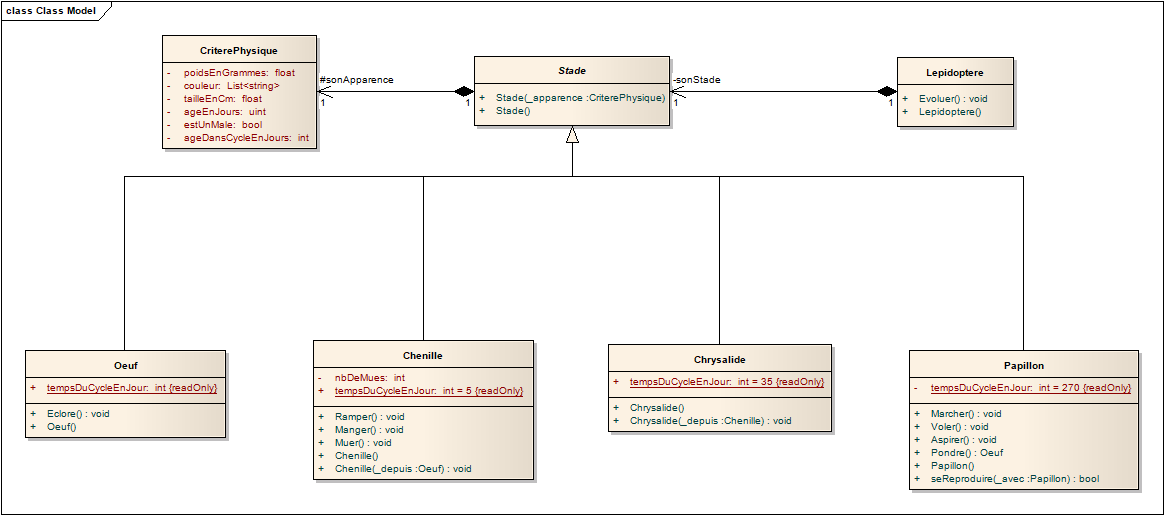 class Class Model
CriterePhysique
- poidsEnGrammes: float
- couleur: List<string>
- tailleEnCm: float
- ageEnJours: uint
- estUnMale: bool
- ageDansCycleEnJours: int
#sonApparence
1
1
Stade
+ Stade(_apparence :CriterePhysique)
+ Stade()
-sonStade
1
1
Lepidoptere
+ Evoluer() : void
+ Lepidoptere()
Oeuf
+ tempsDuCycleEnJour: int {readOnly}
+ Eclore() : void
+ Oeuf()
Chenille
- nbDeMues: int
+ tempsDuCycleEnJour: int = 5 {readOnly}
+ Ramper() : void
+ Manger() : void
+ Muer() : void
+ Chenille()
+ Chenille(_depuis :Oeuf) : void
Chrysalide
+ tempsDuCycleEnJour: int = 35 {readOnly}
+ Chrysalide()
+ Chrysalide(_depuis :Chenille) : void
Papillon
- tempsDuCycleEnJour: int = 270 {readOnly}
+ Marcher() : void
+ Voler() : void
+ Aspirer() : void
+ Pondre() : Oeuf
+ Papillon()
+ seReproduire(_avec :Papillon) : bool